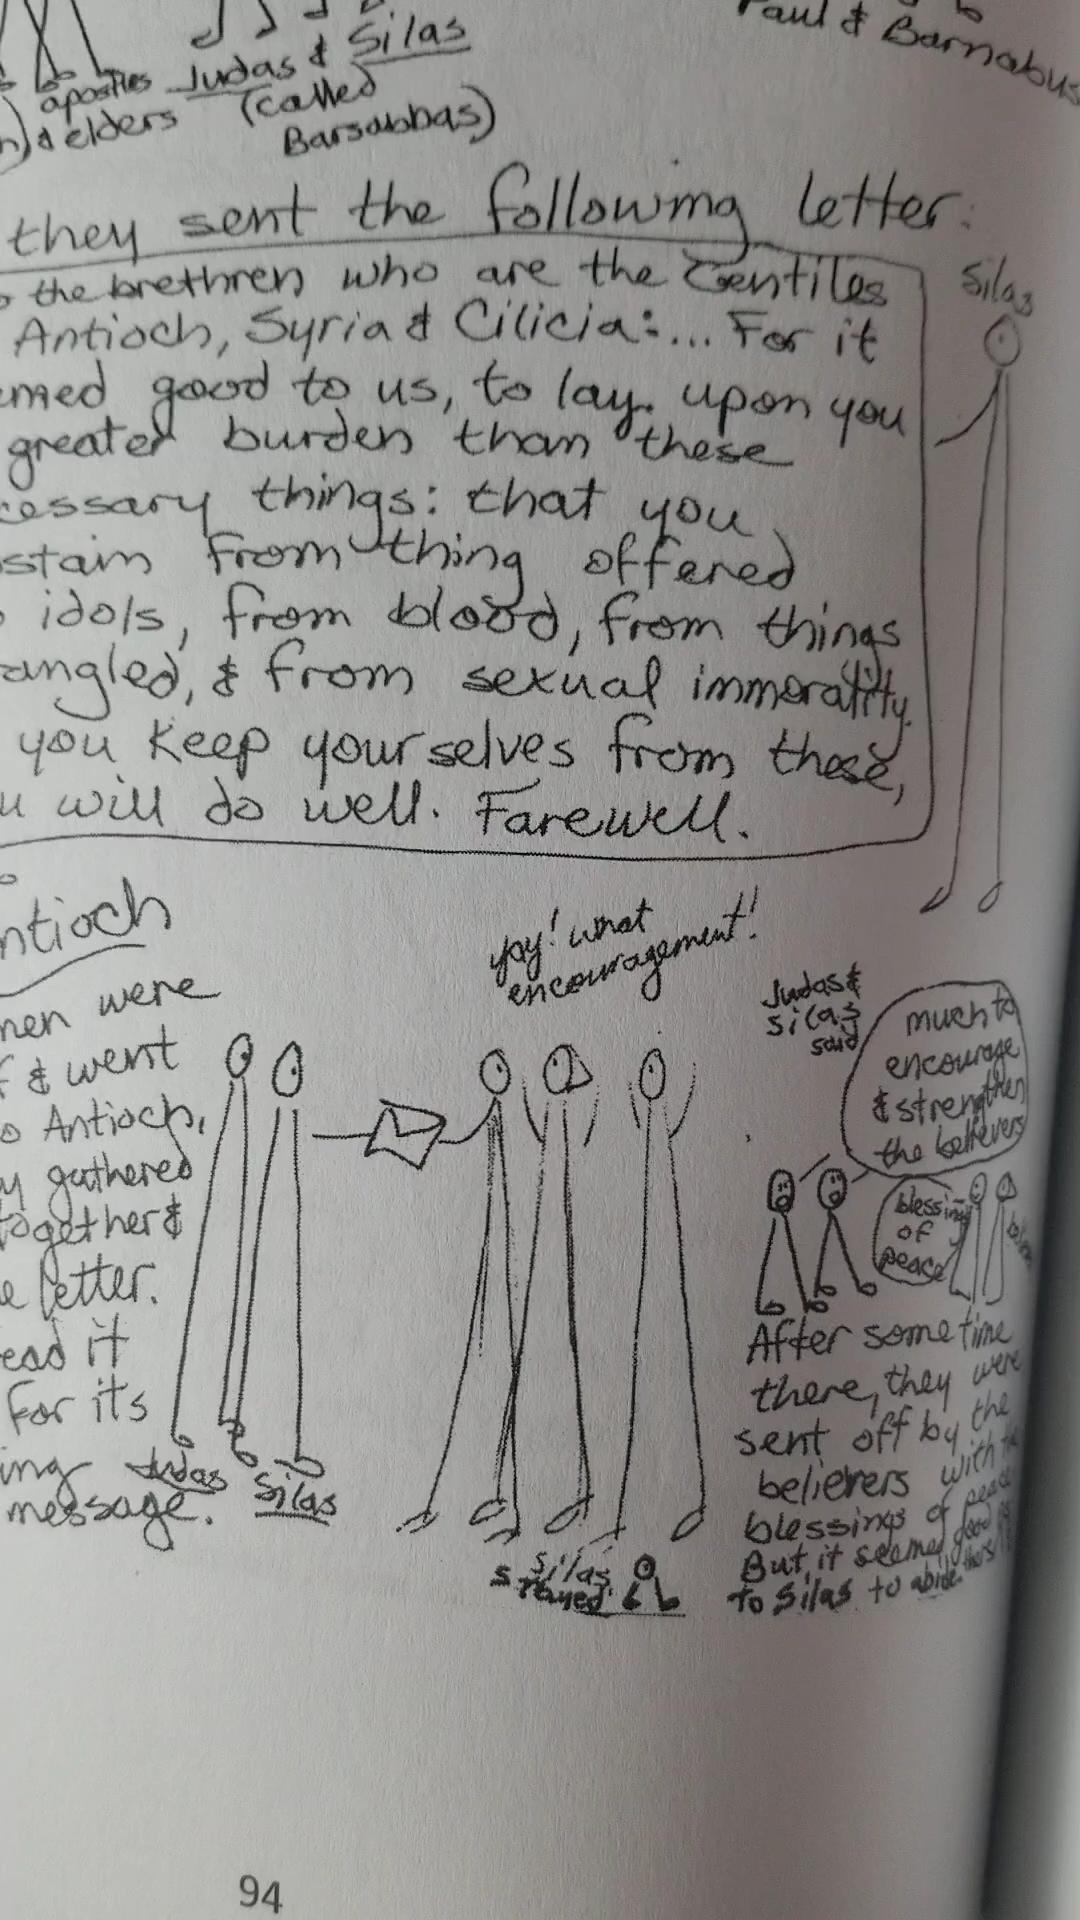 Paul & Barnabus
apostles Judas & Silas
& elders (called
Barsabbas)
they sent the following letter:
the brethren who are the Gentiles
Antioch, Syria & Cilicia:... For it
emed good to us, to lay upon you
greater burden than these
cessary things: that you
stain from thing offered
idols, from blood, from things
angled, & from sexual immorality.
you keep yourselves from these,
u will do well. Farewell.
Silas
ntioch
men were
f & went
o Antioch,
y gathered
together &
e letter.
ead it
for its
ing
message.
Judas
Silas
yay! what
encouragement!
Silas
stayed
Judas &
Silas
said
much to
encourage
& strengthen
the believers
blessing
of
peace
After some time
there, they were
sent off by the
believers with
blessings of peace
But, it seemed good
to Silas to abide
94